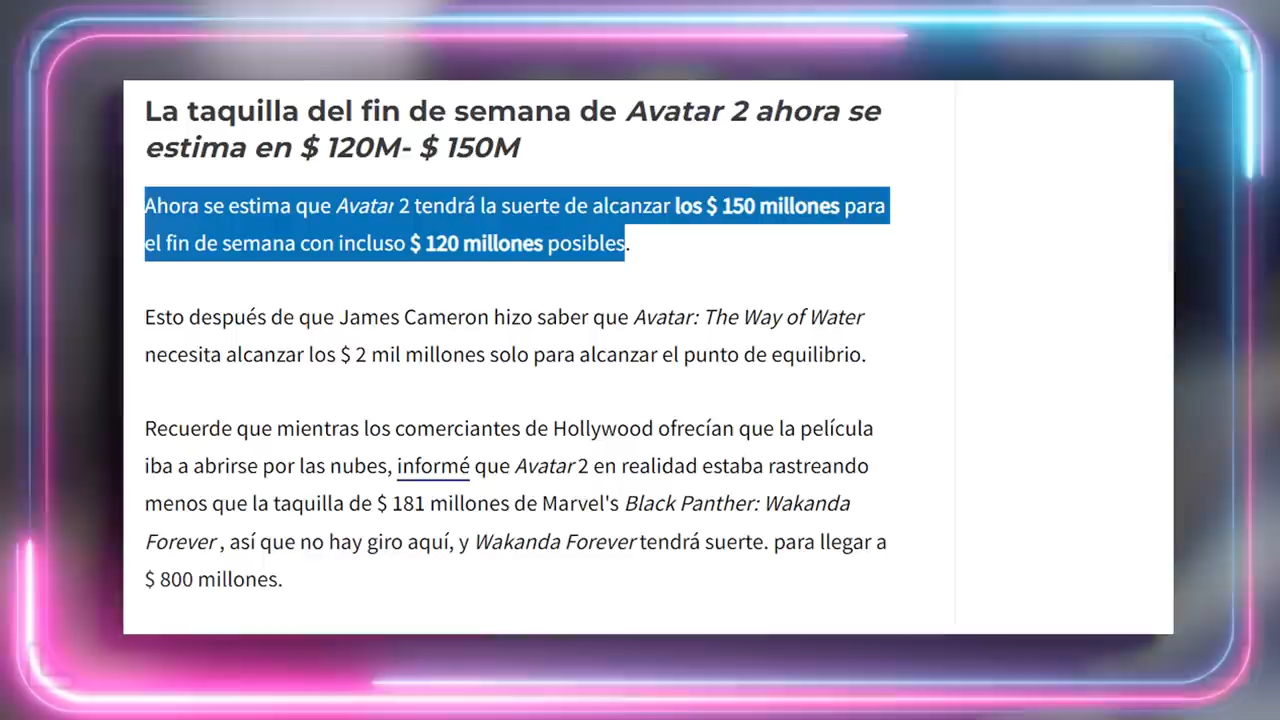 La taquilla del fin de semana de Avatar 2 ahora se
estima en $ 120M- $ 150M
Ahora se estima que Avatar 2 tendrá la suerte de alcanzar los $ 150 millones para
el fin de semana con incluso $ 120 millones posibles.
Esto después de que James Cameron hizo saber que Avatar: The Way of Water
necesita alcanzar los $ 2 mil millones solo para alcanzar el punto de equilibrio.
Recuerde que mientras los comerciantes de Hollywood ofrecían que la película
iba a abrirse por las nubes, informé que Avatar 2 en realidad estaba rastreando
menos que la taquilla de $ 181 millones de Marvel's Black Panther: Wakanda
Forever , así que no hay giro aquí, y Wakanda Forever tendrá suerte. para llegar a
$ 800 millones.